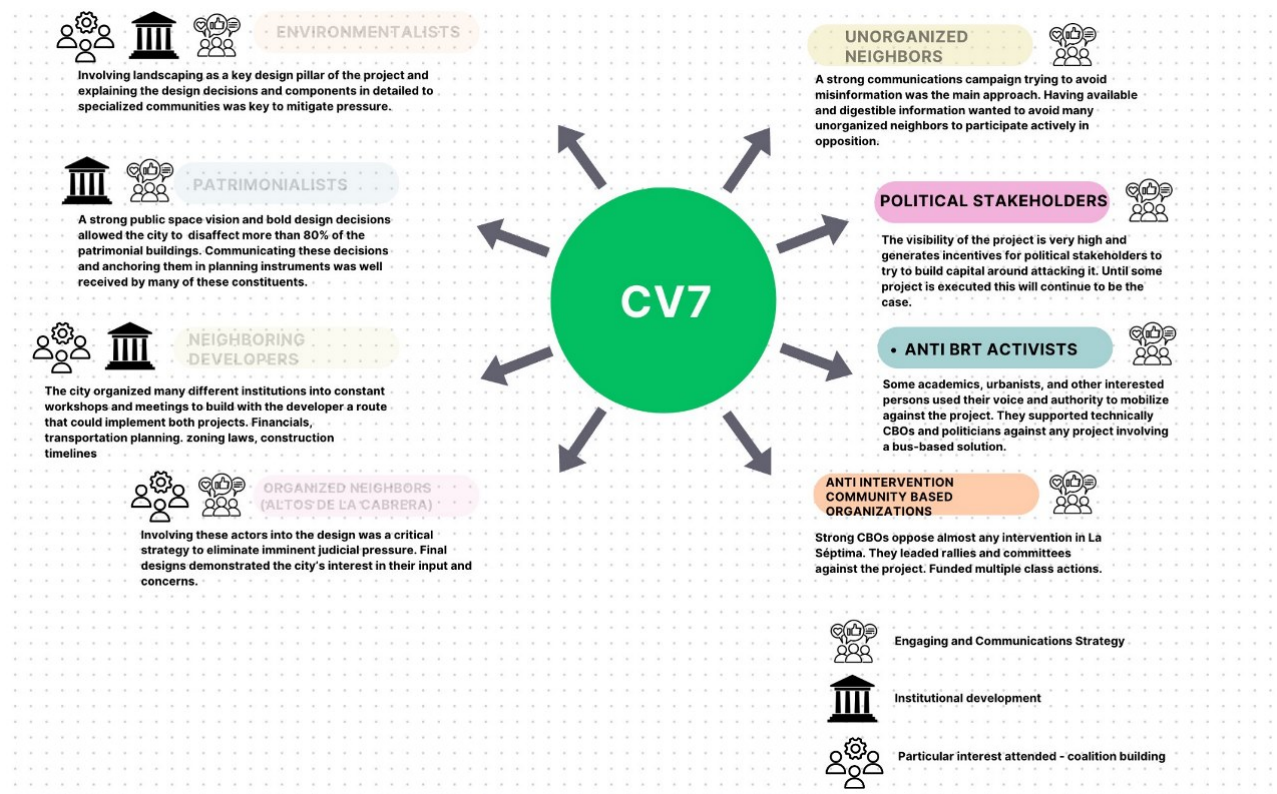 ENVIRONMENTALISTS
Involving landscaping as a key design pillar of the project and
explaining the design decisions and components in detailed to
specialized communities was key to mitigate pressure.
PATRIMONIALISTS
A strong public space vision and bold design decisions
allowed the city to disaffect more than 80% of the
patrimonial buildings. Communicating these decisions
and anchoring them in planning instruments was well
received by many of these constituents.
NEIGHBORING
DEVELOPERS
The city organized many different institutions into constant
workshops and meetings to build with the developer a route
that could implement both projects. Financials,
transportation planning. zoning laws, construction
timelines
ORGANIZED NEIGHBORS
(ALTOS DE LA CABRERA)
Involving these actors into the design was a critical
strategy to eliminate imminent judicial pressure. Final
designs demonstrated the city's interest in their input and
concerns.
CV7
UNORGANIZED
NEIGHBORS
A strong communications campaign trying to avoid
misinformation was the main approach. Having available
and digestible information wanted to avoid many
unorganized neighbors to participate actively in
opposition.
POLITICAL STAKEHOLDERS
The visibility of the project is very high and
generates incentives for political stakeholders to
try to build capital around attacking it. Until some
project is executed this will continue to be the
case.
• ANTI BRT ACTIVISTS
Some academics, urbanists, and other interested
persons used their voice and authority to mobilize
against the project. They supported technically
CBOs and politicians against any project involving
a bus-based solution.
ANTI INTERVENTION
COMMUNITY BASED
ORGANIZATIONS
Strong CBOs oppose almost any intervention in La
Séptima. They leaded rallies and committees
against the project. Funded multiple class actions.
Engaging and Communications Strategy
Institutional development
Particular interest attended - coalition building